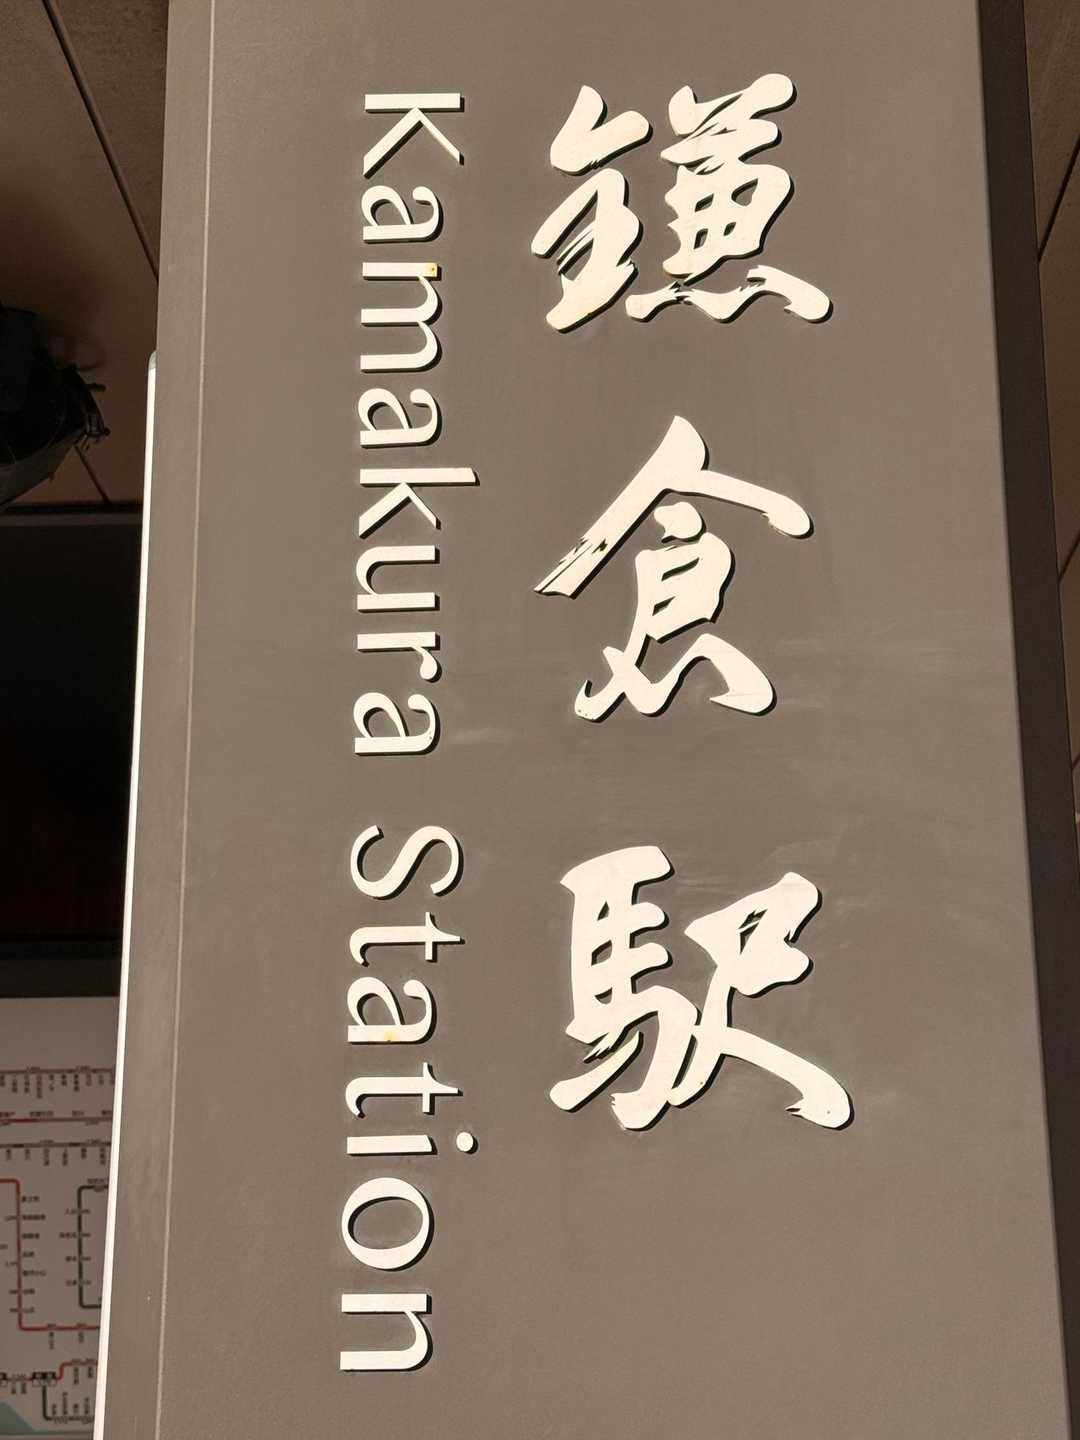 鎌倉駅
Kamakura Station